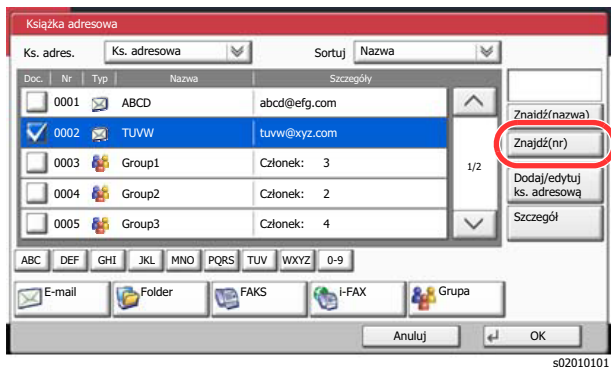 Książka adresowa
Ks. adres. Ks. adresowa Sortuj Nazwa
Doc. Nr Typ Nazwa Szczegóły
0001 ABCD abcd@efg.com
0002 TUVW tuvw@xyz.com
0003 Group1 Członek: 3
0004 Group2 Członek: 2
0005 Group3 Członek: 4
1/2
Znajdź(nazwa)
Znajdź(nr)
Dodaj/edytuj
ks. adresową
Szczegół
ABC DEF GHI JKL MNO PQRS TUV WXYZ 0-9
E-mail Folder FAKS i-FAX Grupa
Anuluj OK
s02010101